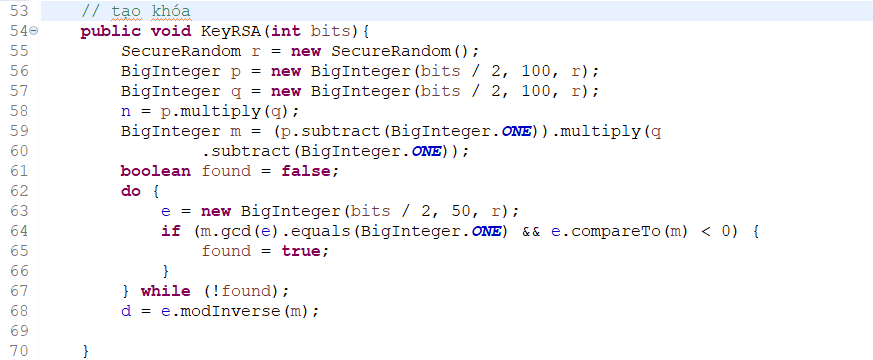 53 // tạo khóa
54 public void KeyRSA(int bits){
55 SecureRandom r = new SecureRandom();
56 BigInteger p = new BigInteger(bits / 2, 100, r);
57 BigInteger q = new BigInteger(bits / 2, 100, r);
58 n = p.multiply(q);
59 BigInteger m = (p.subtract(BigInteger.ONE)).multiply(q
60 .subtract(BigInteger.ONE));
61 boolean found = false;
62 do {
63 e = new BigInteger(bits / 2, 50, r);
64 if (m.gcd(e).equals(BigInteger.ONE) && e.compareTo(m) < 0) {
65 found = true;
66 }
67 } while (!found);
68 d = e.modInverse(m);
69
70 }